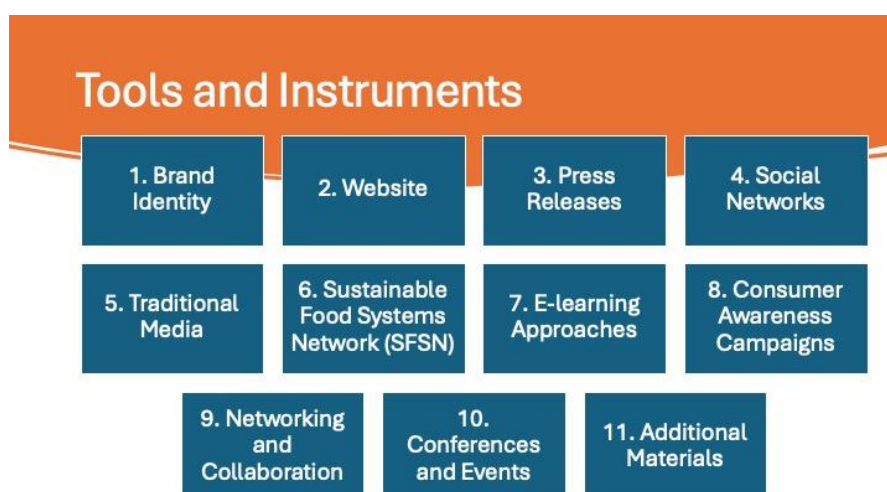 Tools and Instruments
1. Brand
Identity
2. Website
3. Press
Releases
4. Social
Networks
5. Traditional
Media
6. Sustainable
Food Systems
Network (SFSN)
7. E-learning
Approaches
8. Consumer
Awareness
Campaigns
9. Networking
and
Collaboration
10.
Conferences
and Events
11. Additional
Materials